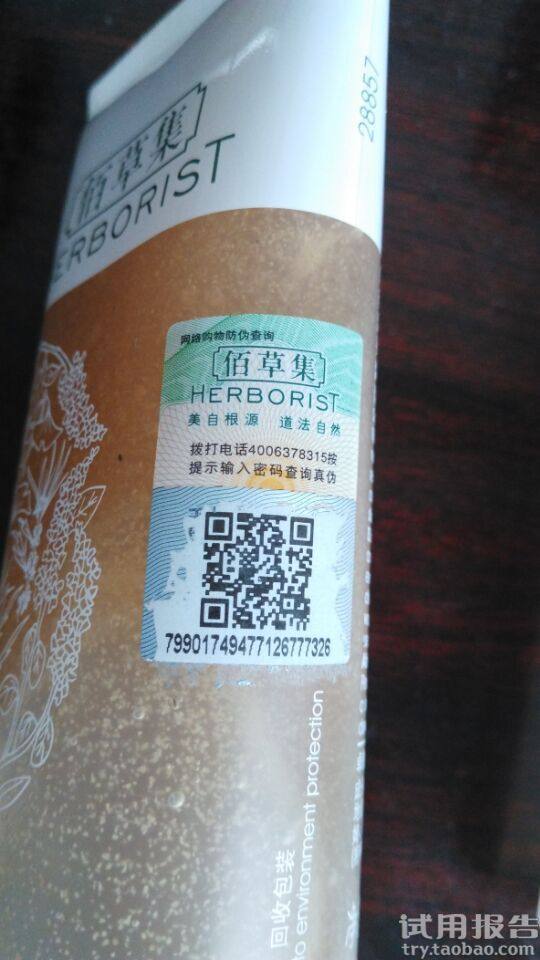 28857
佰草集
HERBORIST
网络购物防伪查询
佰草集
HERBORIST
美自根源 道法自然
拨打电话4006378315按
提示输入密码查询真伪
79901749477126777326
回收包装
to environment protection
试用报告
try.taobao.com